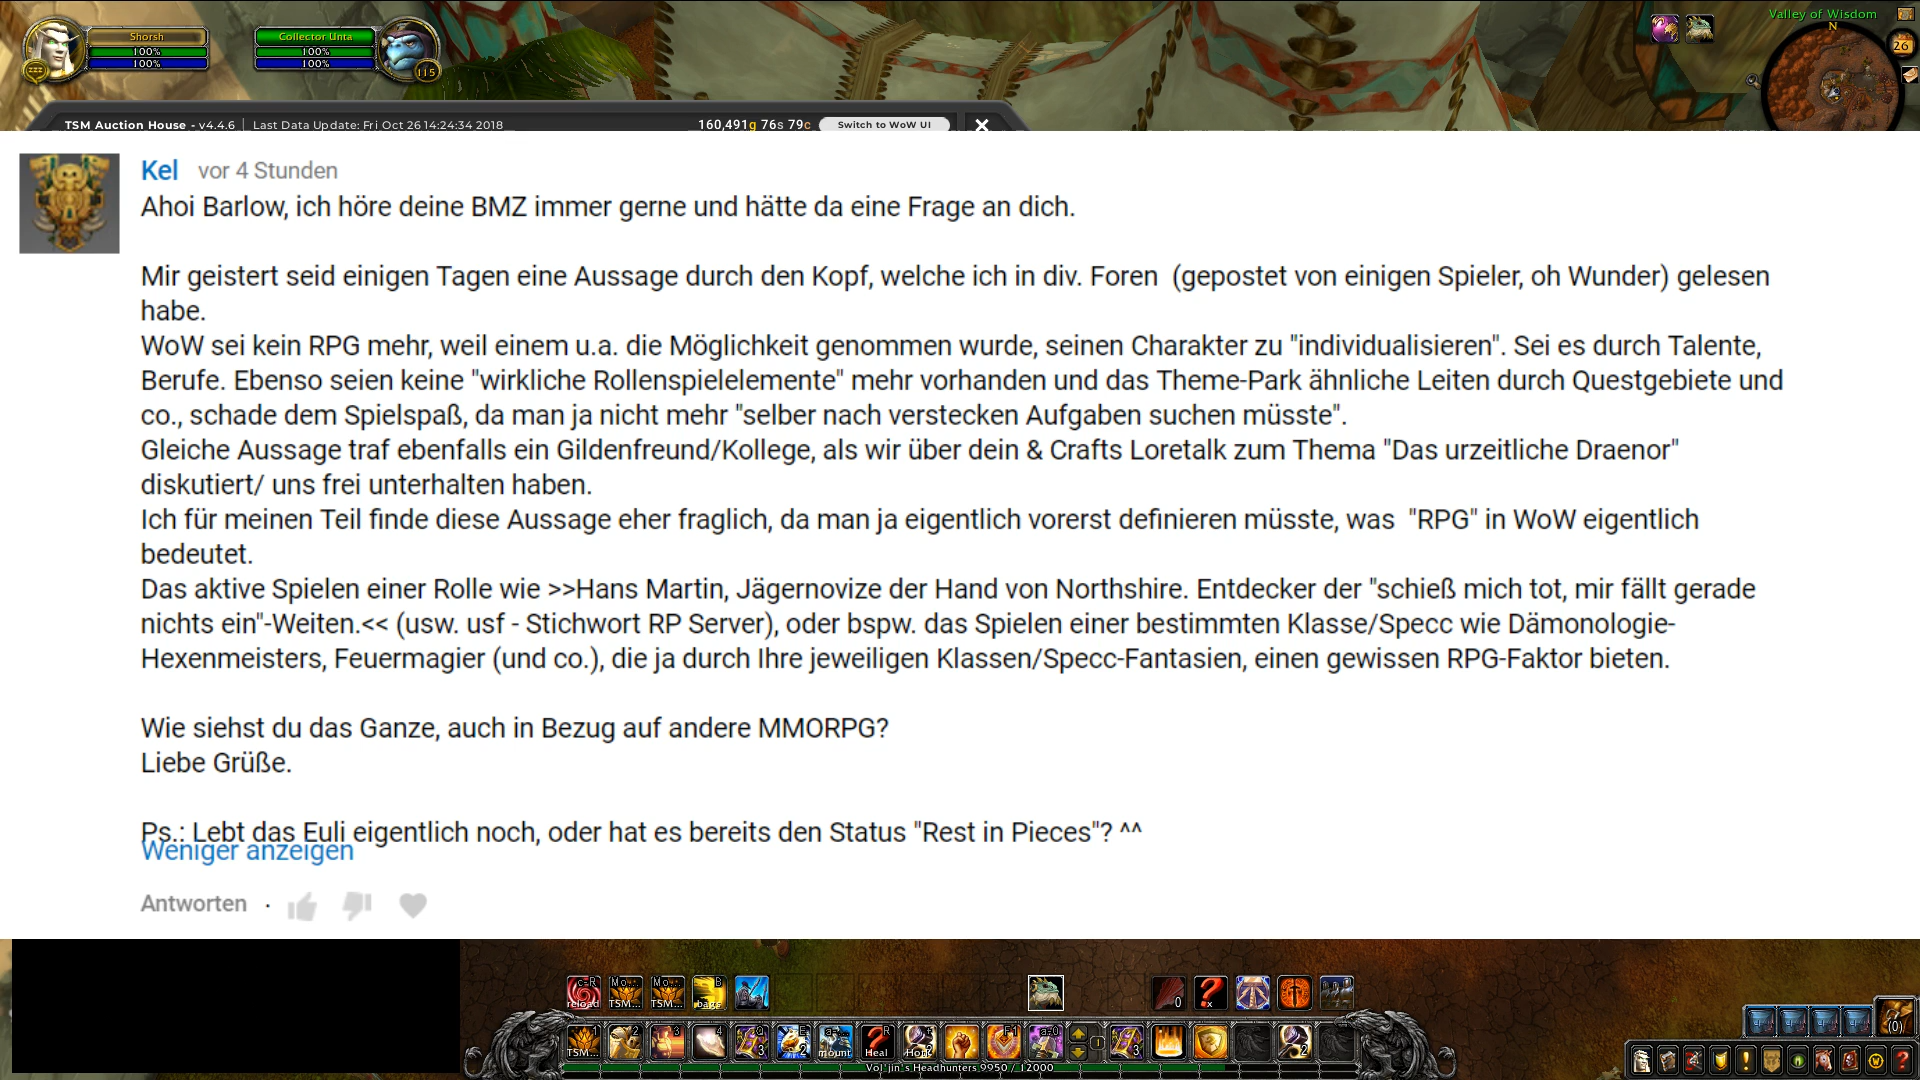 Shorsh
100%
100%
Collector Unta
100%
100%
115
Valley of Wisdom
N
26
TSM Auction House - v4.4.6 | Last Data Update: Fri Oct 26 14:24:34 2018
160,491g 76s 79c
Switch to WoW UI
Kel vor 4 Stunden
Ahoi Barlow, ich höre deine BMZ immer gerne und hätte da eine Frage an dich.
Mir geistert seid einigen Tagen eine Aussage durch den Kopf, welche ich in div. Foren (gepostet von einigen Spieler, oh Wunder) gelesen
habe.
WoW sei kein RPG mehr, weil einem u.a. die Möglichkeit genommen wurde, seinen Charakter zu "individualisieren". Sei es durch Talente,
Berufe. Ebenso seien keine "wirkliche Rollenspielelemente" mehr vorhanden und das Theme-Park ähnliche Leiten durch Questgebiete und
co., schade dem Spielspaß, da man ja nicht mehr "selber nach verstecken Aufgaben suchen müsste".
Gleiche Aussage traf ebenfalls ein Gildenfreund/Kollege, als wir über dein & Crafts Loretalk zum Thema "Das urzeitliche Draenor"
diskutiert/ uns frei unterhalten haben.
Ich für meinen Teil finde diese Aussage eher fraglich, da man ja eigentlich vorerst definieren müsste, was "RPG" in WoW eigentlich
bedeutet.
Das aktive Spielen einer Rolle wie >>Hans Martin, Jägernovize der Hand von Northshire. Entdecker der "schieß mich tot, mir fällt gerade
nichts ein"-Weiten.<< (usw. usf - Stichwort RP Server), oder bspw. das Spielen einer bestimmten Klasse/Specc wie Dämonologie-
Hexenmeisters, Feuermagier (und co.), die ja durch Ihre jeweiligen Klassen/Specc-Fantasien, einen gewissen RPG-Faktor bieten.
Wie siehst du das Ganze, auch in Bezug auf andere MMORPG?
Liebe Grüße.
Ps.: Lebt das Euli eigentlich noch, oder hat es bereits den Status "Rest in Pieces"? ^^
Weniger anzeigen
Antworten ·
c-R Mo... Mo... B
reload TSM... TSM... bags 0 x
1 2 3 4
TSM... mount Heal
(0)
Vol'jin's Headhunters 9950 / 12000